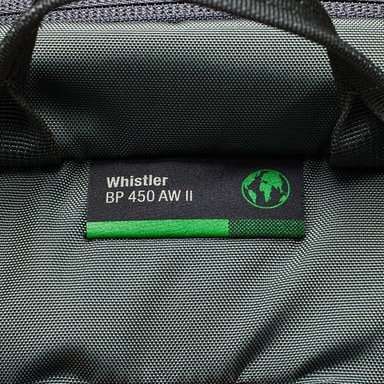 Whistler
BP 450 AW II